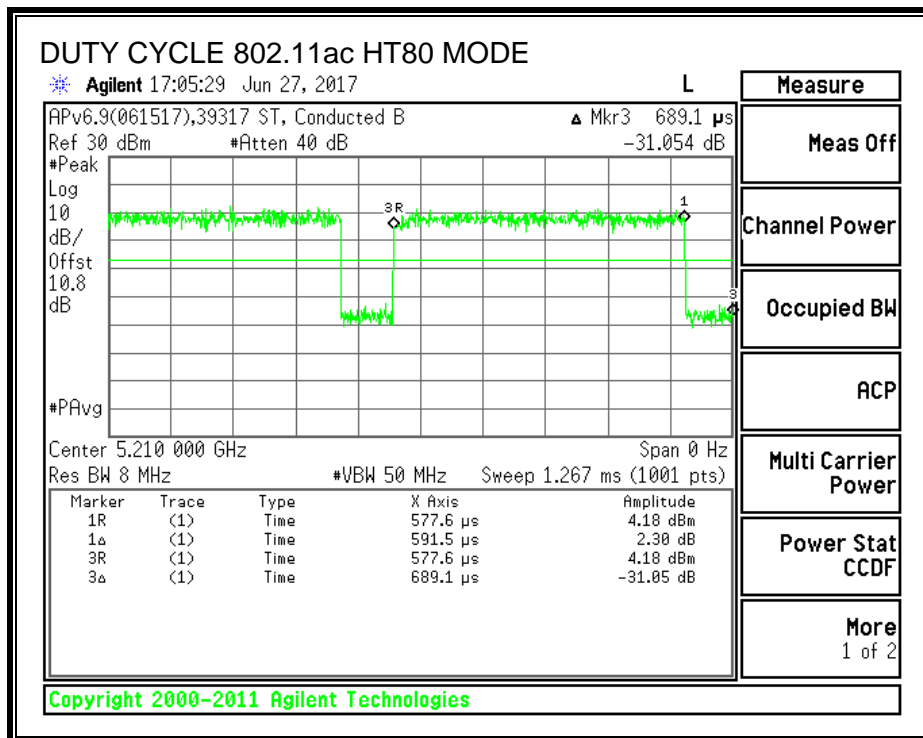 DUTY CYCLE 802.11ac HT80 MODE
Agilent 17:05:29 Jun 27, 2017 L
Measure
APv6.9(061517),39317 ST, Conducted B Δ Mkr3 689.1 µs
Ref 30 dBm #Atten 40 dB -31.054 dB
Meas Off
#Peak
Log
10
dB/
Offst
10.8
dB
3R
1
3
#PAvg
Channel Power
Occupied BW
ACP
Center 5.210 000 GHz Span 0 Hz
Res BW 8 MHz #VBW 50 MHz Sweep 1.267 ms (1001 pts)
Multi Carrier
Power
Marker Trace Type X Axis Amplitude
1R (1) Time 577.6 µs 4.18 dBm
1Δ (1) Time 591.5 µs 2.30 dB
3R (1) Time 577.6 µs 4.18 dBm
3Δ (1) Time 689.1 µs -31.05 dB
Power Stat
CCDF
More
1 of 2
Copyright 2000-2011 Agilent Technologies